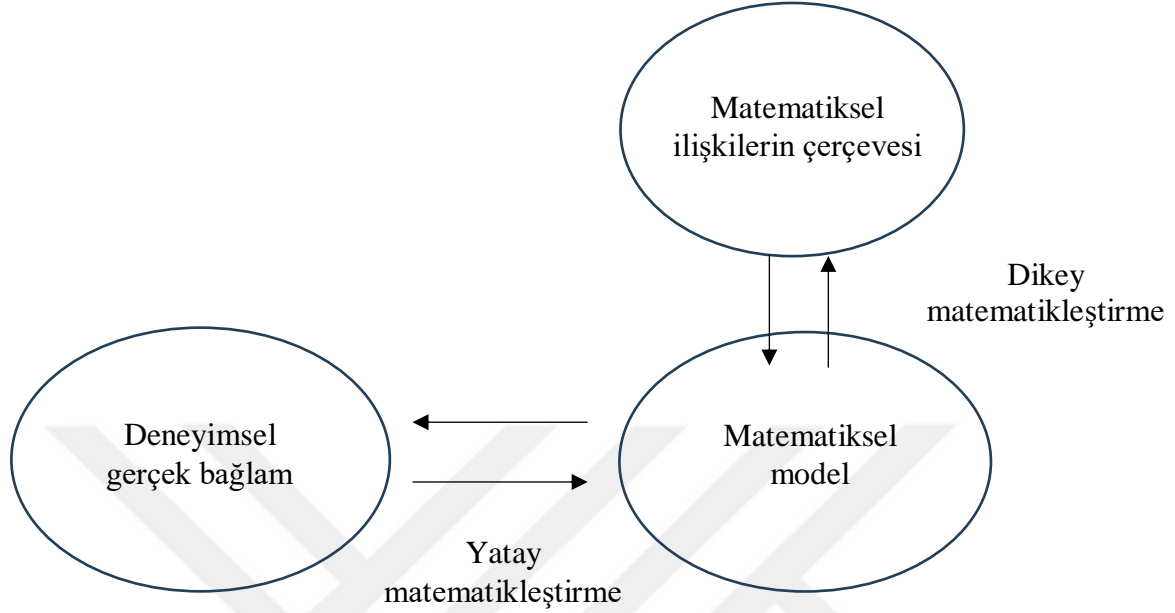 Matematiksel
ilişkilerin çerçevesi
Dikey
matematikleştirme
Deneyimsel
gerçek bağlam
Matematiksel
model
Yatay
matematikleştirme